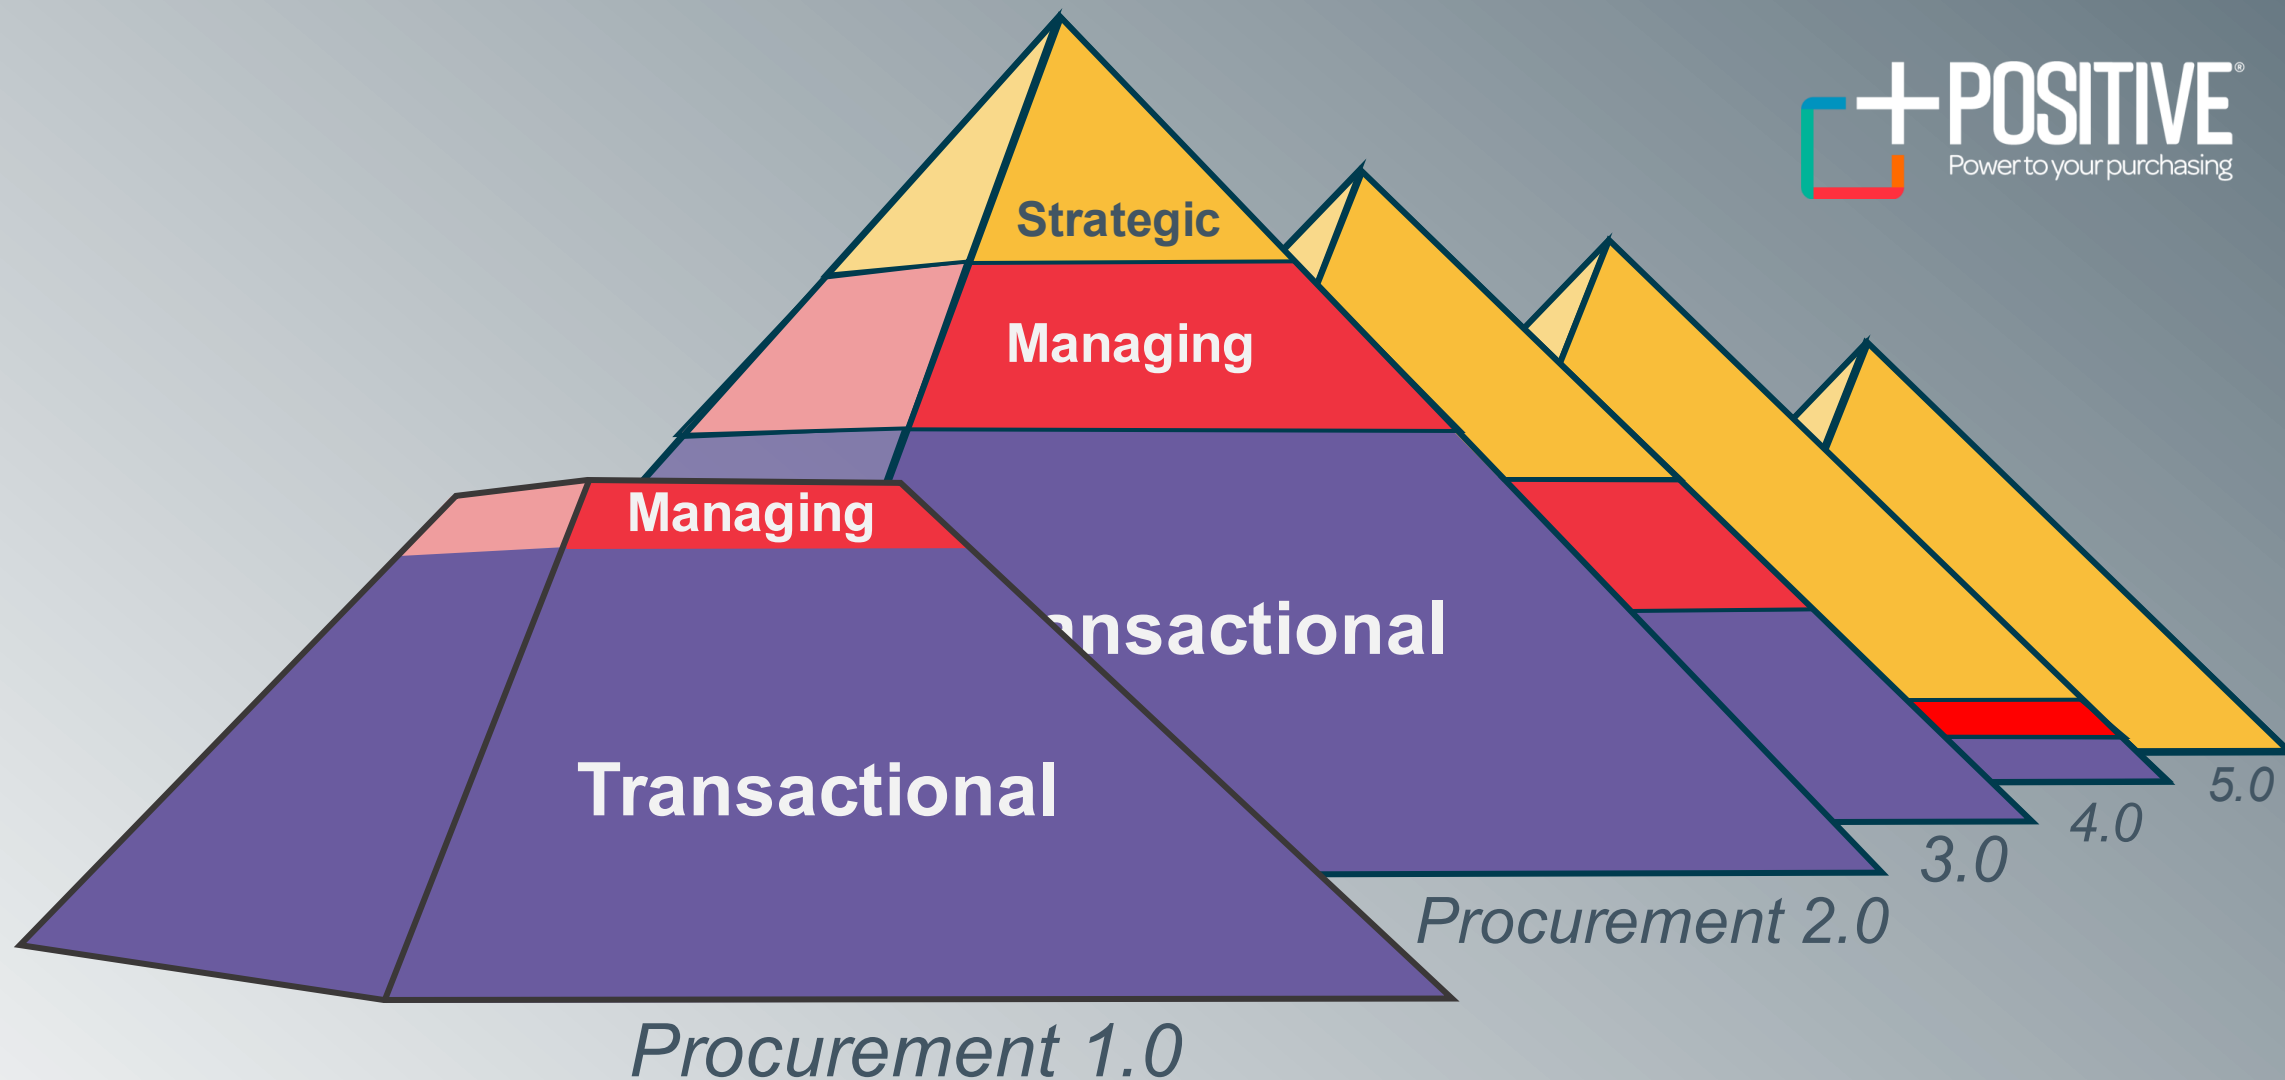 +POSITIVE®
Power to your purchasing
Strategic
Managing
Managing
ansactional
Transactional
5.0
4.0
3.0
Procurement 2.0
Procurement 1.0